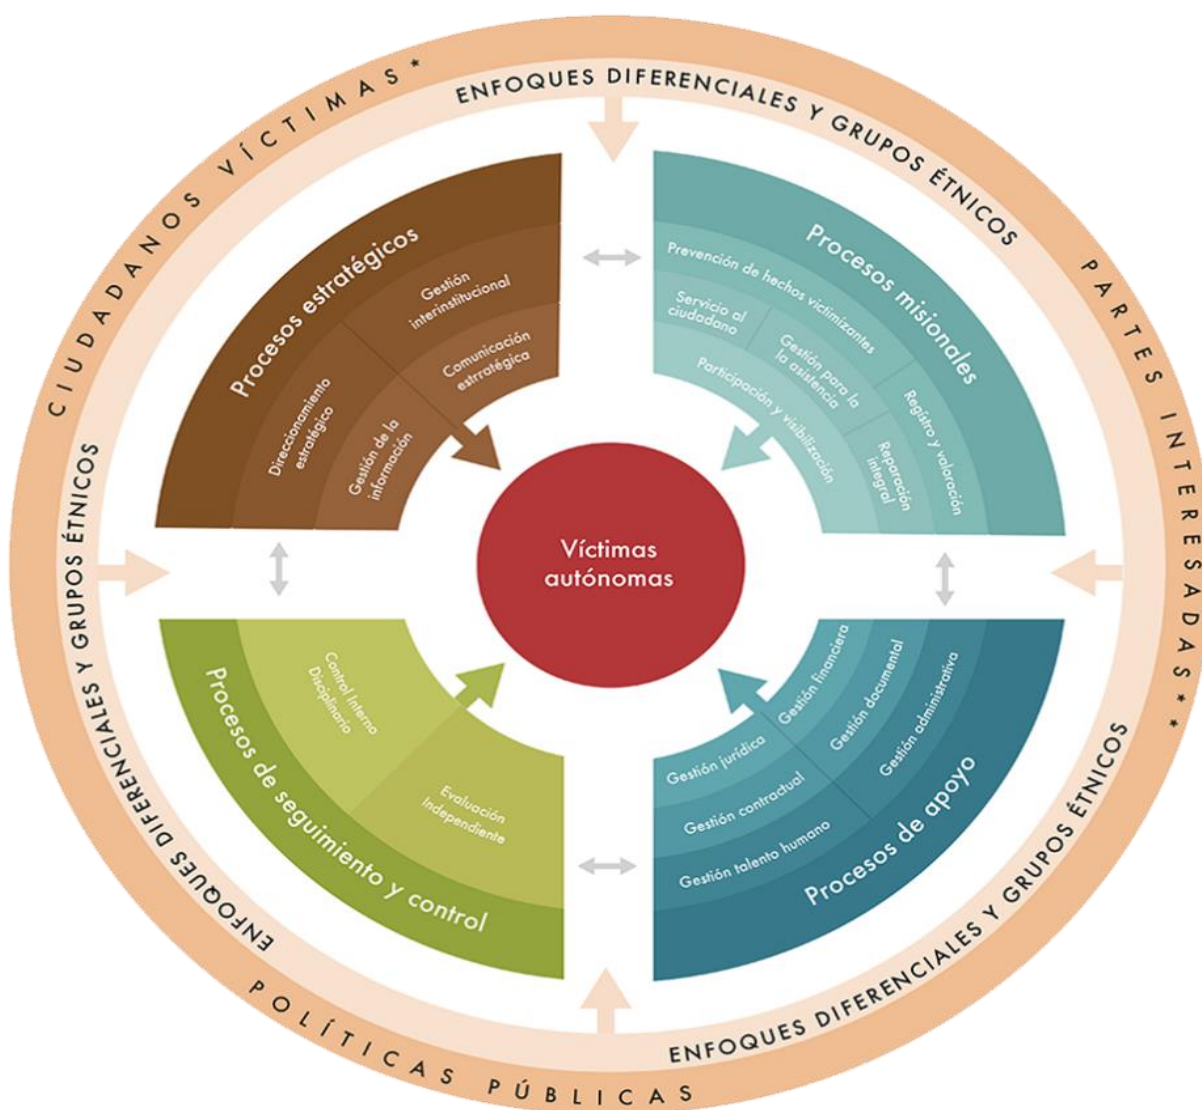 CIUDADANOS VÍCTIMAS*
ENFOQUES DIFERENCIALES Y GRUPOS ÉTNICOS
PARTES INTERESADAS**
Procesos estratégicos
Gestión
interinstitucional
Comunicación
estrratégica
Direccionamiento
estratégico
Gestión de la
información
Procesos misionales
Prevención de hechos victimizantes
Servicio al
ciudadano
Gestión para la
la asistencia
Participación y visibilización
Registro y valoración
Reparación
integral
Víctimas
autónomas
ENFOQUES DIFERENCIALES Y GRUPOS ÉTNICOS
Procesos de seguimiento y control
Control Interno
Disciplinario
Evaluación
Independiente
Gestión financiera
Gestión documental
Gestión administrativa
Gestión jurídica
Gestión contractual
Gestión talento humano
Procesos de apoyo
ENFOQUES DIFERENCIALES Y GRUPOS ÉTNICOS
POLÍTICAS PÚBLICAS